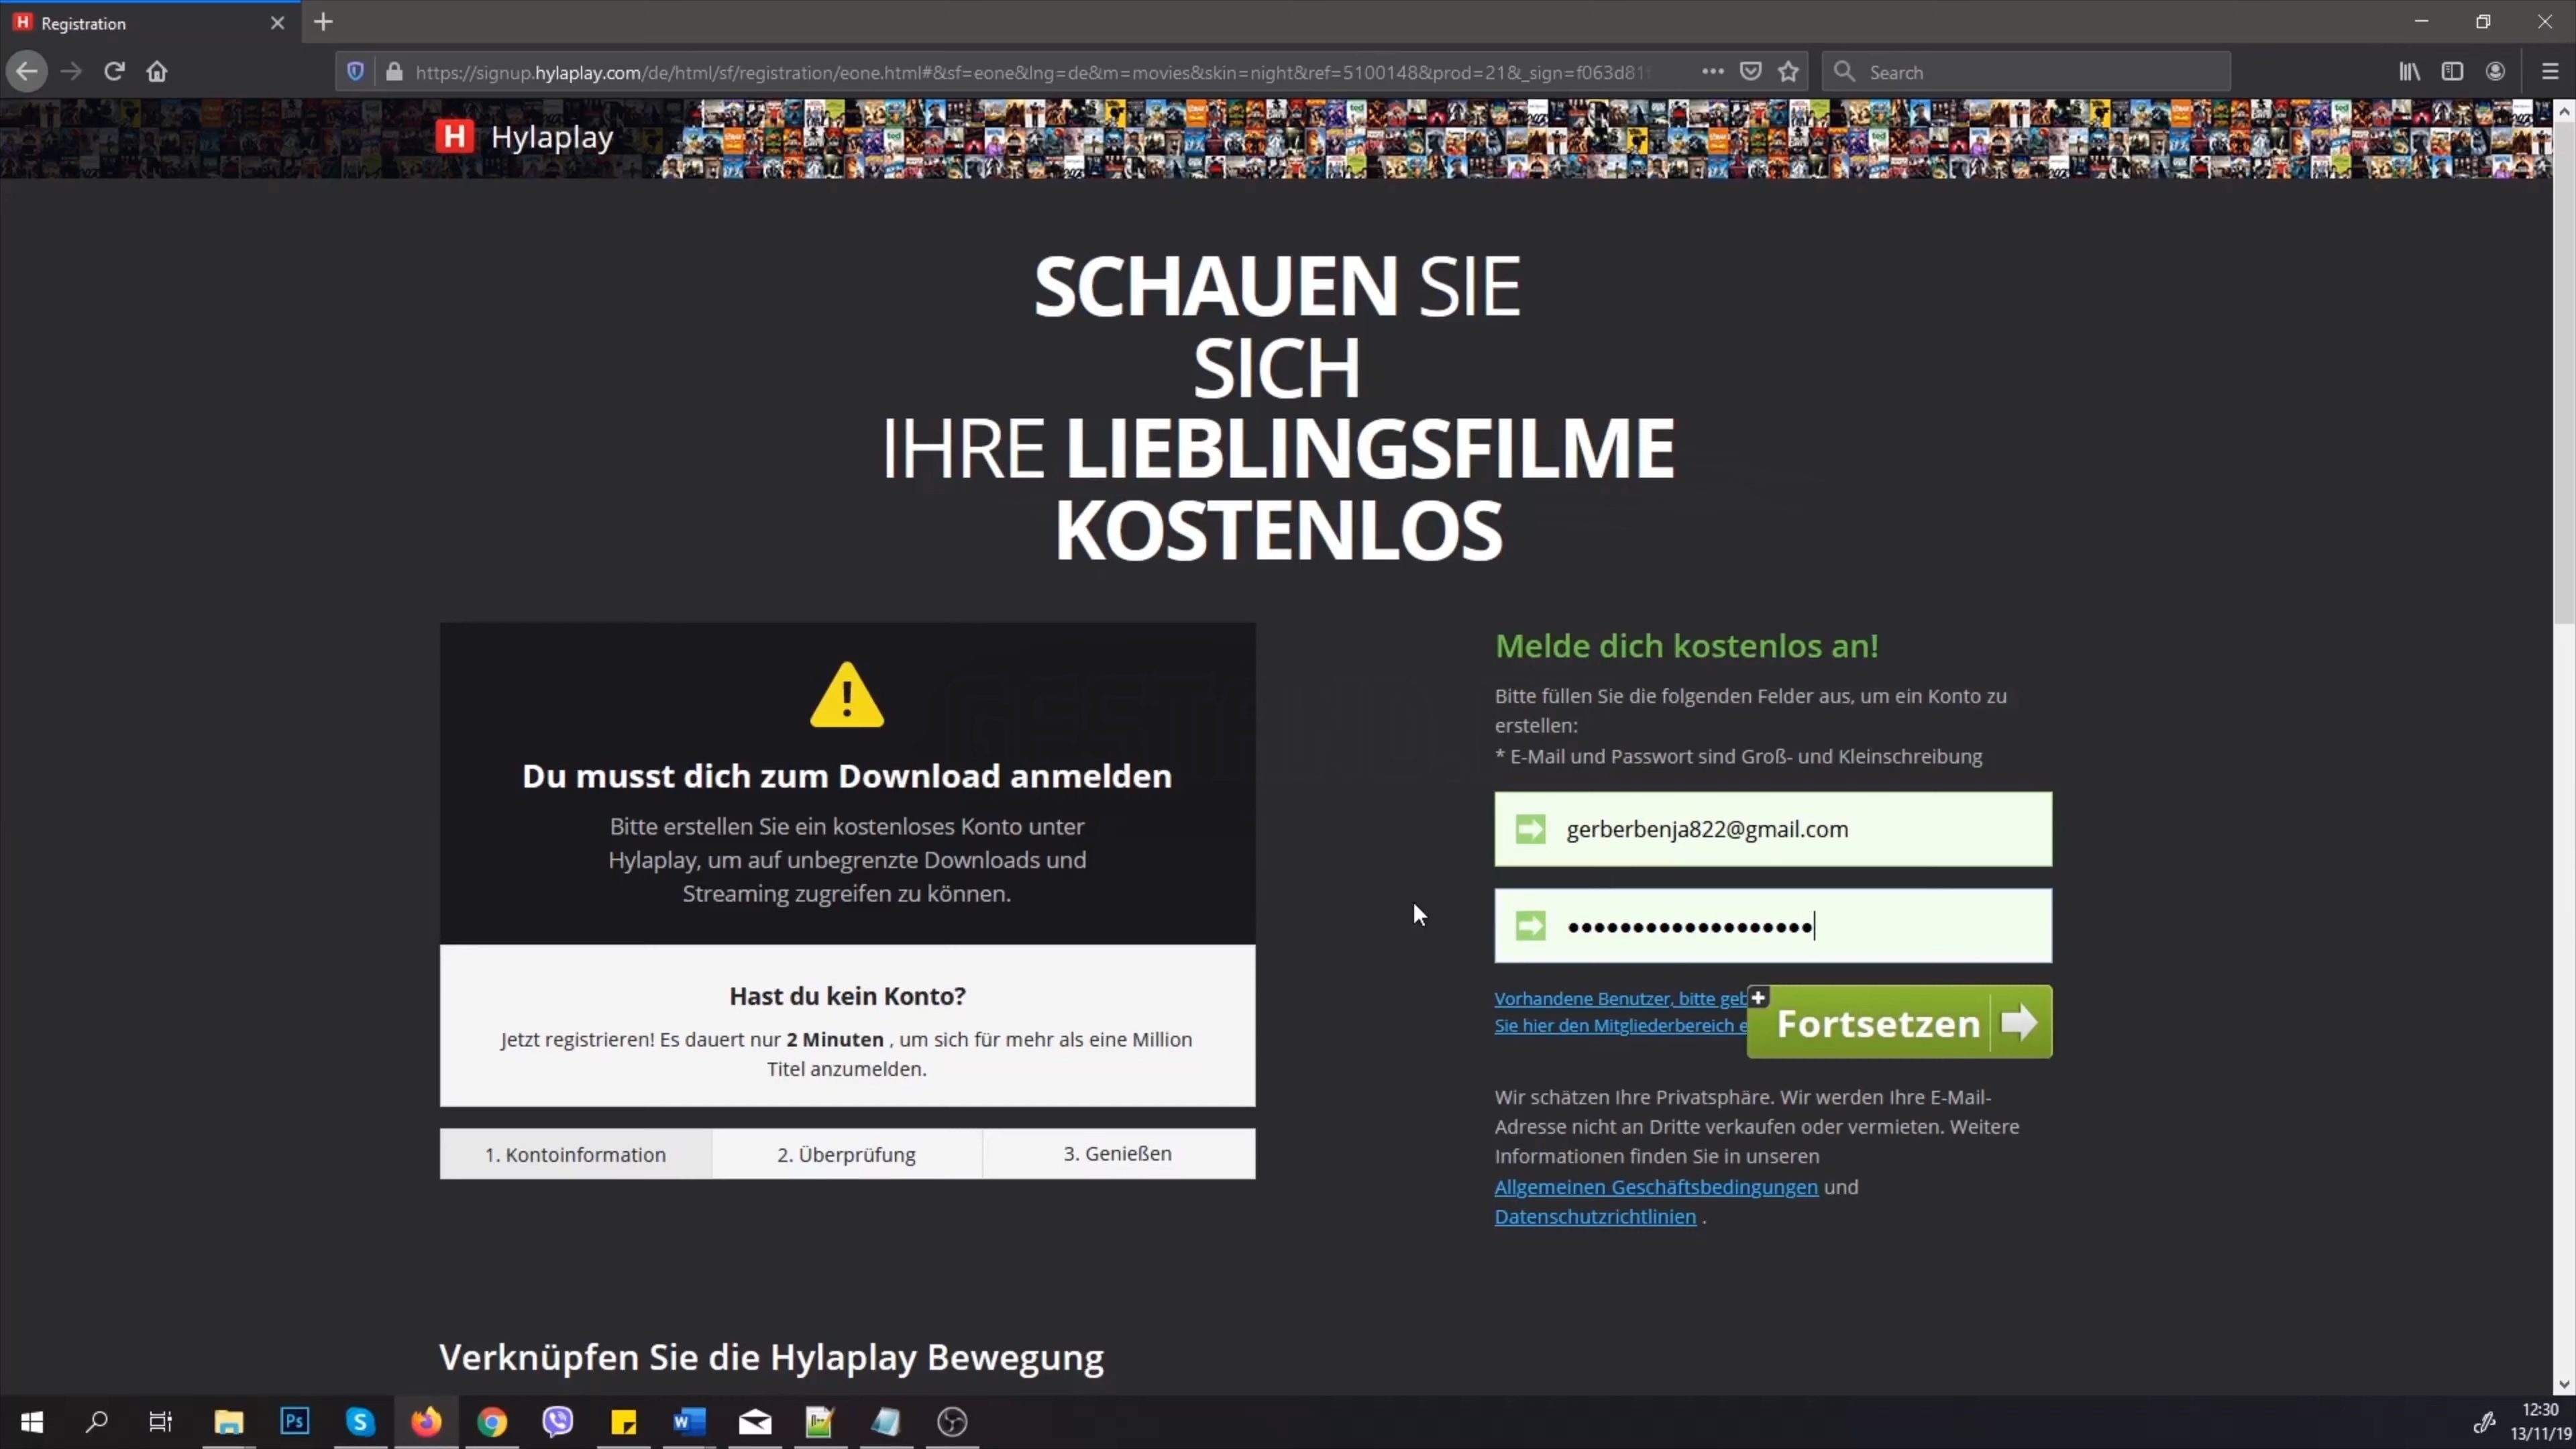 Registration
https://signup.hylaplay.com/de/html/sf/registration/eone.html#&sf=eone&lng=de&m=movies&skin=night&ref=5100148&prod=21&_sign=f063d81
Search
H Hylaplay
SCHAUEN SIE
SICH
IHRE LIEBLINGSFILME
KOSTENLOS
Du musst dich zum Download anmelden
Bitte erstellen Sie ein kostenloses Konto unter
Hylaplay, um auf unbegrenzte Downloads und
Streaming zugreifen zu können.
Hast du kein Konto?
Jetzt registrieren! Es dauert nur 2 Minuten , um sich für mehr als eine Million
Titel anzumelden.
1. Kontoinformation
2. Überprüfung
3. Genießen
Melde dich kostenlos an!
Bitte füllen Sie die folgenden Felder aus, um ein Konto zu
erstellen:
* E-Mail und Passwort sind Groß- und Kleinschreibung
gerberbenja822@gmail.com
Vorhandene Benutzer, bitte geb
Sie hier den Mitgliederbereich e
Fortsetzen
Wir schätzen Ihre Privatsphäre. Wir werden Ihre E-Mail-
Adresse nicht an Dritte verkaufen oder vermieten. Weitere
Informationen finden Sie in unseren
Allgemeinen Geschäftsbedingungen und
Datenschutzrichtlinien .
Verknüpfen Sie die Hylaplay Bewegung
12:30
13/11/19